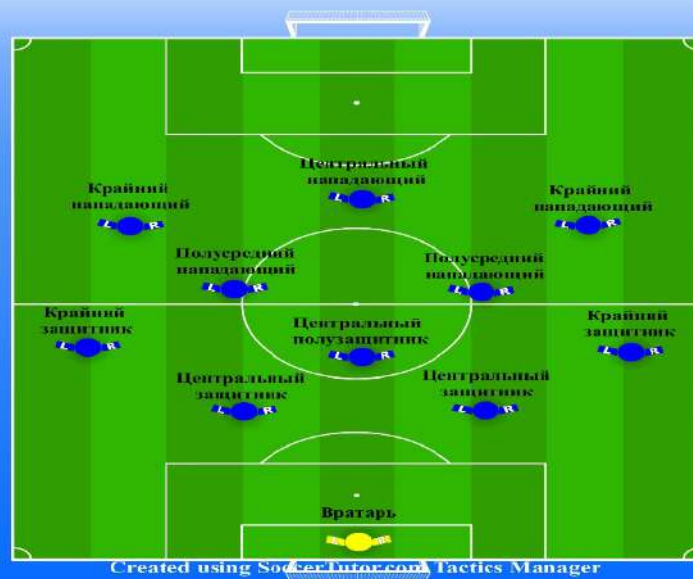 Центральный
нападающий
Крайний
нападающий
Крайний
нападающий
Полусредний
нападающий
Полусредний
нападающий
Крайний
защитник
Центральный
полузащитник
Крайний
защитник
Центральный
защитник
Центральный
защитник
Вратарь
Created using SoccerTutor.com Tactics Manager